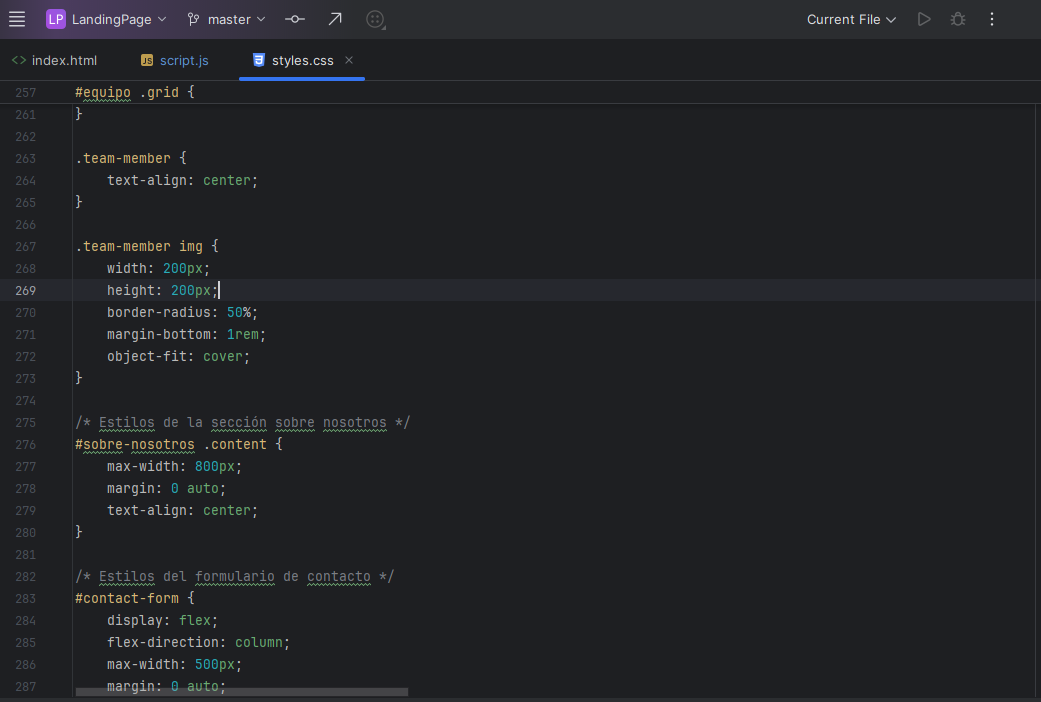 LP LandingPage master Current File
index.html JS script.js styles.css
257 #equipo .grid {
261 }
262
263 .team-member {
264 text-align: center;
265 }
266
267 .team-member img {
268 width: 200px;
269 height: 200px;
270 border-radius: 50%;
271 margin-bottom: 1rem;
272 object-fit: cover;
273 }
274
275 /* Estilos de la sección sobre nosotros */
276 #sobre-nosotros .content {
277 max-width: 800px;
278 margin: 0 auto;
279 text-align: center;
280 }
281
282 /* Estilos del formulario de contacto */
283 #contact-form {
284 display: flex;
285 flex-direction: column;
286 max-width: 500px;
287 margin: 0 auto;